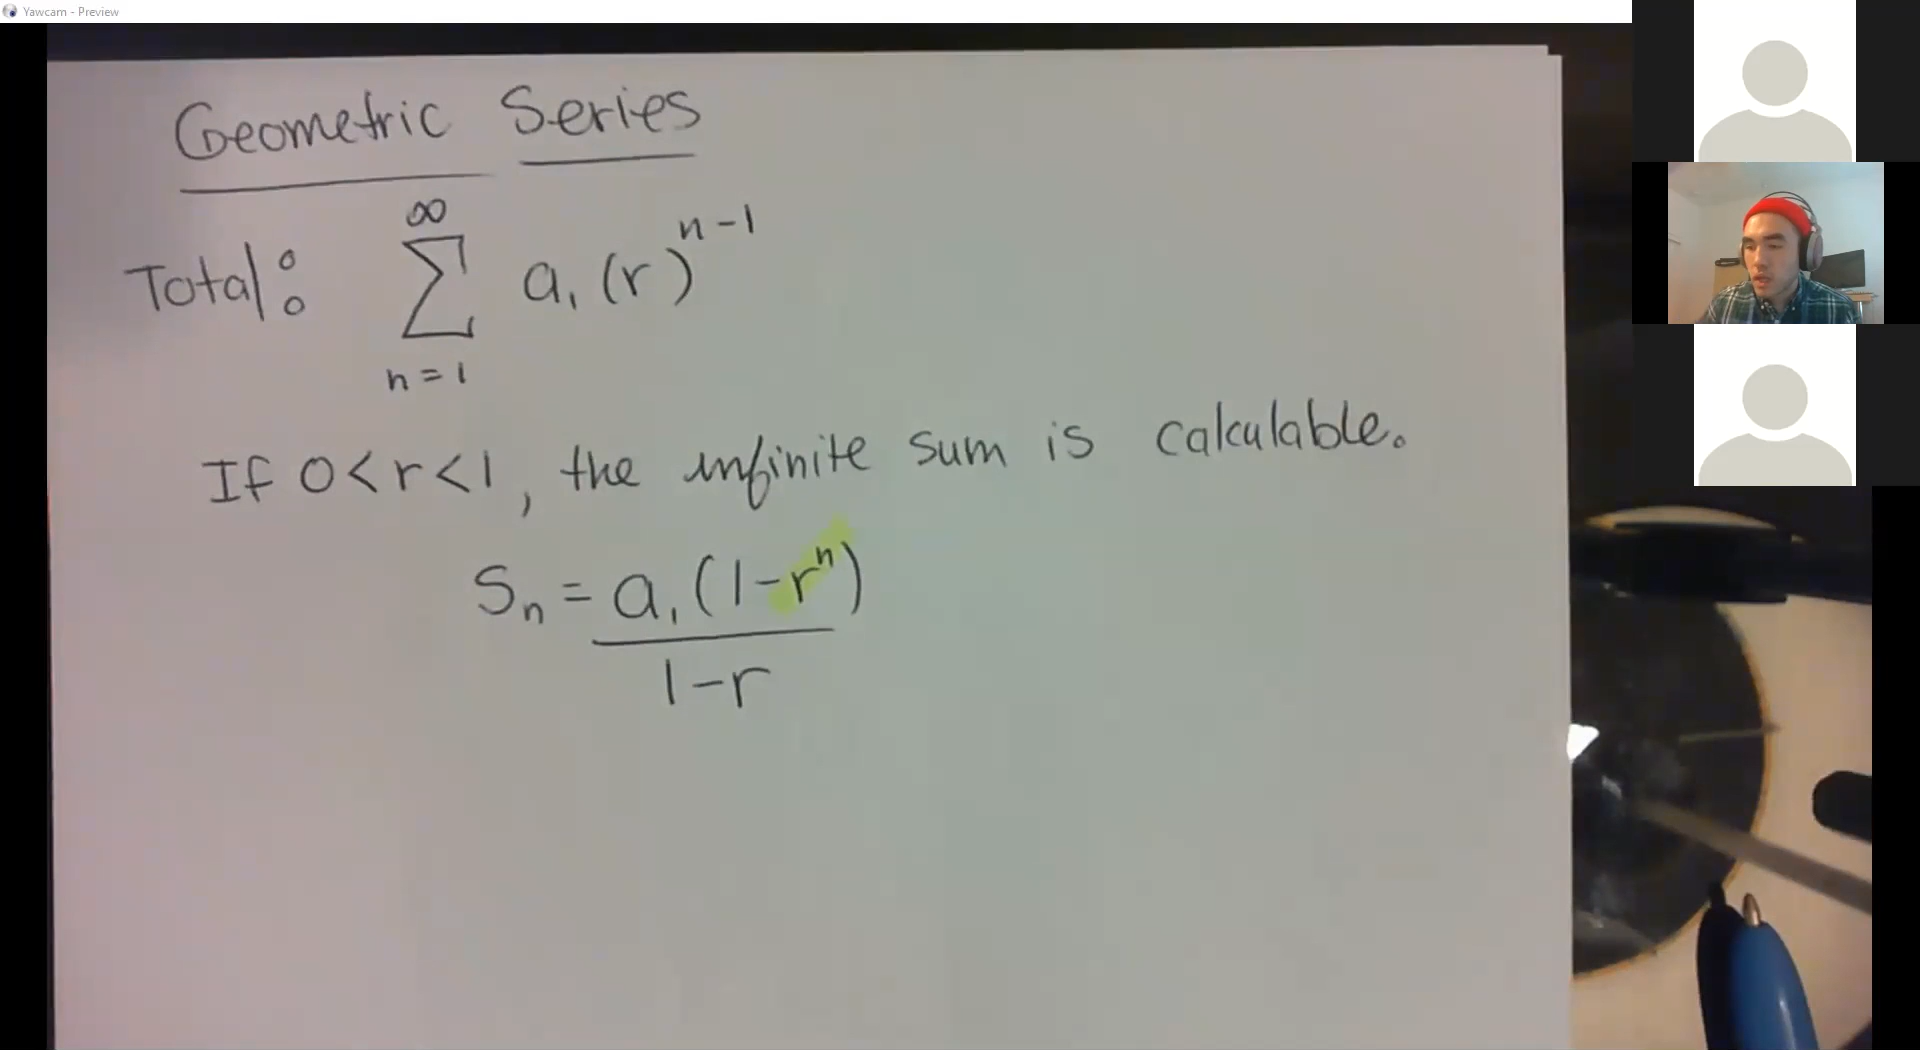 Yawcam - Preview
Geometric Series
Total: ∞
∑ a₁(r)ⁿ⁻¹
n=1
If 0<r<1, the infinite sum is calculable.
Sₙ = a₁(1-rⁿ)
1-r